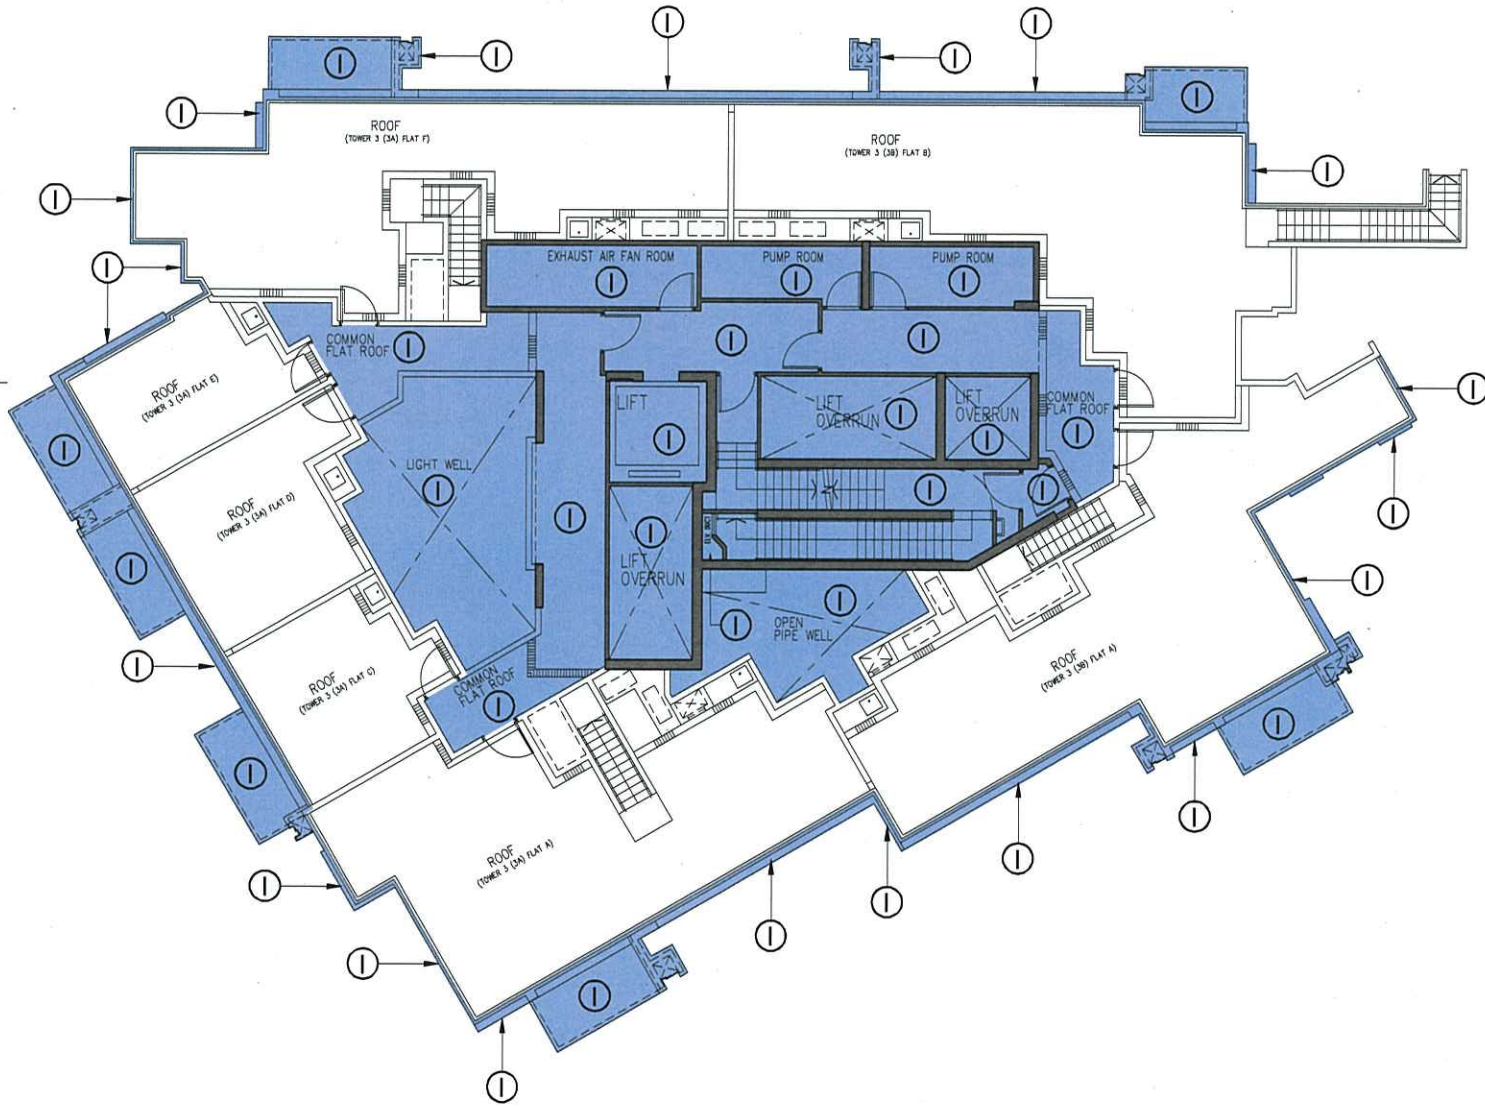 I
I
I
I
I
I
I
ROOF
(TOWER 3 (3A) FLAT F)
ROOF
(TOWER 3 (3B) FLAT B)
I
I
EXHAUST AIR FAN ROOM
I
PUMP ROOM
I
PUMP ROOM
I
I
I
I
COMMON
FLAT ROOF
I
ROOF
(TOWER 3 (3A) FLAT E)
I
LIFT
I
LIFT
OVERRUN
I
LIFT
OVERRUN
I
COMMON
FLAT ROOF
I
I
LIGHT WELL
I
I
I
I
ROOF
(TOWER 3 (3A) FLAT D)
I
I
LIFT
OVERRUN
I
I
I
I
OPEN
PIPE WELL
I
ROOF
(TOWER 3 (3B) FLAT A)
ROOF
(TOWER 3 (3A) FLAT C)
COMMON
FLAT ROOF
I
I
I
I
I
ROOF
(TOWER 3 (3A) FLAT A)
I
I
I
I
I
I